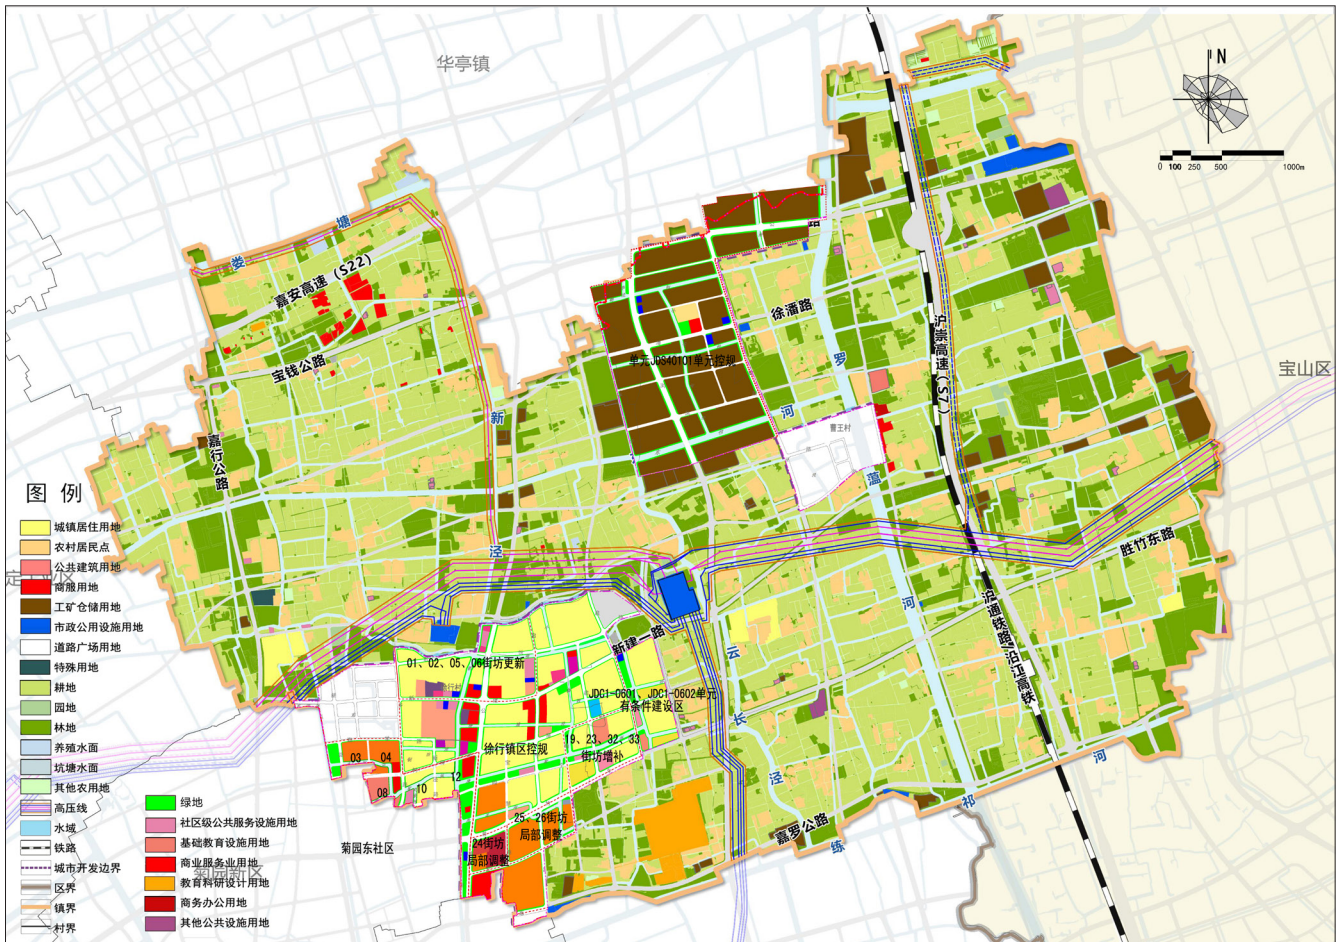 华亭镇
N
0 100 250 500 1000m
娄
塘
嘉安高速（S22）
宝钱公路
嘉行公路
新
泾
路
徐潘路
罗
河
单元JDS40101单元控规
沪崇高速（S7）
宝山区
曹王村
蕰
河
胜竹东路
沪通铁路/沿江高铁
新建一路
云
长
泾
嘉罗公路
练
祁
河
01、02、05、06街坊更新
JDC1-0601、JDC1-0602单元
有条件建设区
徐行镇区控规
19、23、32、33
街坊增补
03
04
08
10
12
25、26街坊
局部调整
24街坊
局部调整
菊园东社区
菊园新区
图 例
城镇居住用地
农村居民点
公共建筑用地
商服用地
工矿仓储用地
市政公用设施用地
道路广场用地
特殊用地
耕地
园地
林地
养殖水面
坑塘水面
其他农用地
高压线
水域
铁路
城市开发边界
区界
镇界
村界
绿地
社区级公共服务设施用地
基础教育设施用地
商业服务业用地
教育科研设计用地
商务办公用地
其他公共设施用地